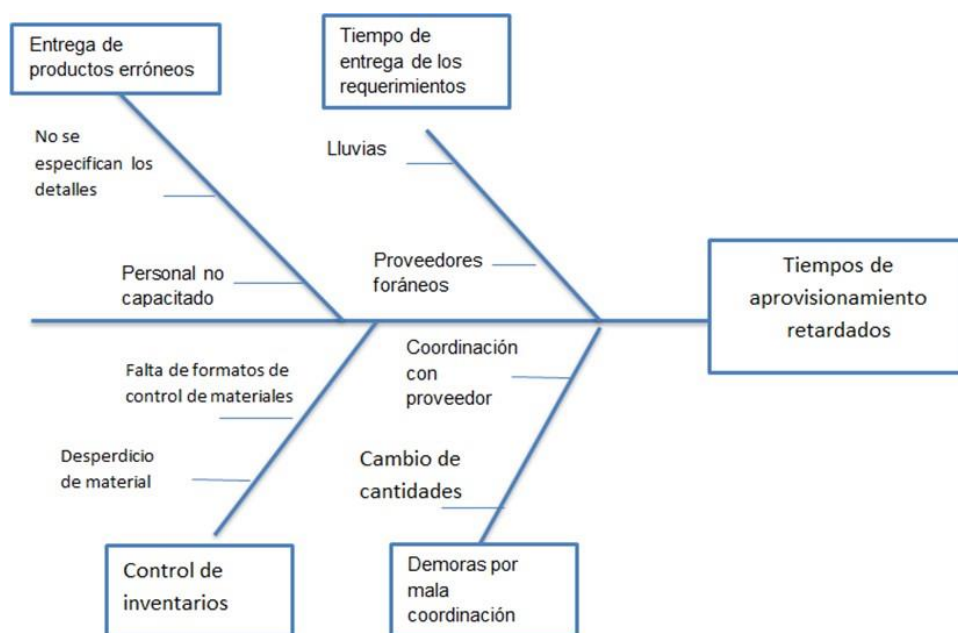 Entrega de
productos erróneos
Tiempo de
entrega de los
requerimientos
No se
especifican los
detalles
Lluvias
Personal no
capacitado
Proveedores
foráneos
Tiempos de
aprovisionamiento
retardados
Falta de formatos de
control de materiales
Coordinación
con
proveedor
Desperdicio
de material
Cambio de
cantidades
Control de
inventarios
Demoras por
mala
coordinación